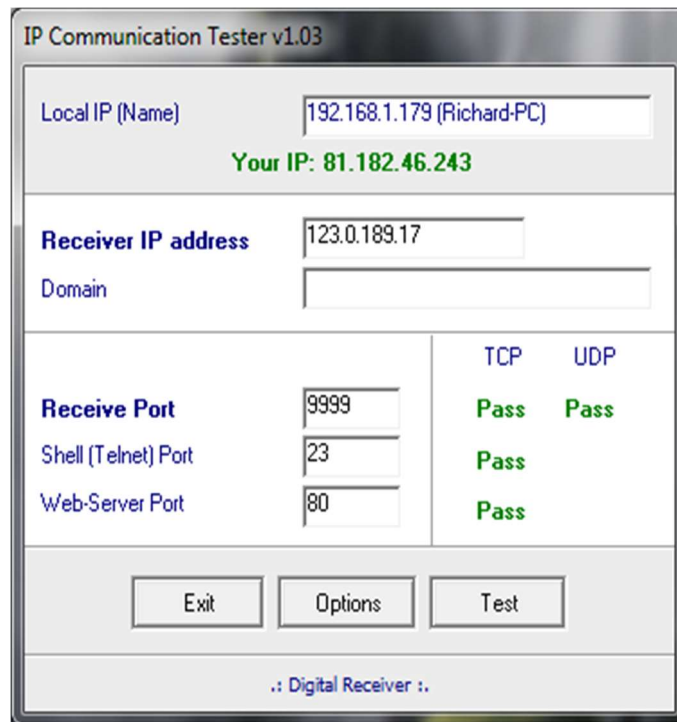 IP Communication Tester v1.03
Local IP (Name) 192.168.1.179 (Richard-PC)
Your IP: 81.182.46.243
Receiver IP address 123.0.189.17
Domain
TCP UDP
Receive Port 9999 Pass Pass
Shell (Telnet) Port 23 Pass
Web-Server Port 80 Pass
Exit Options Test
.: Digital Receiver :.